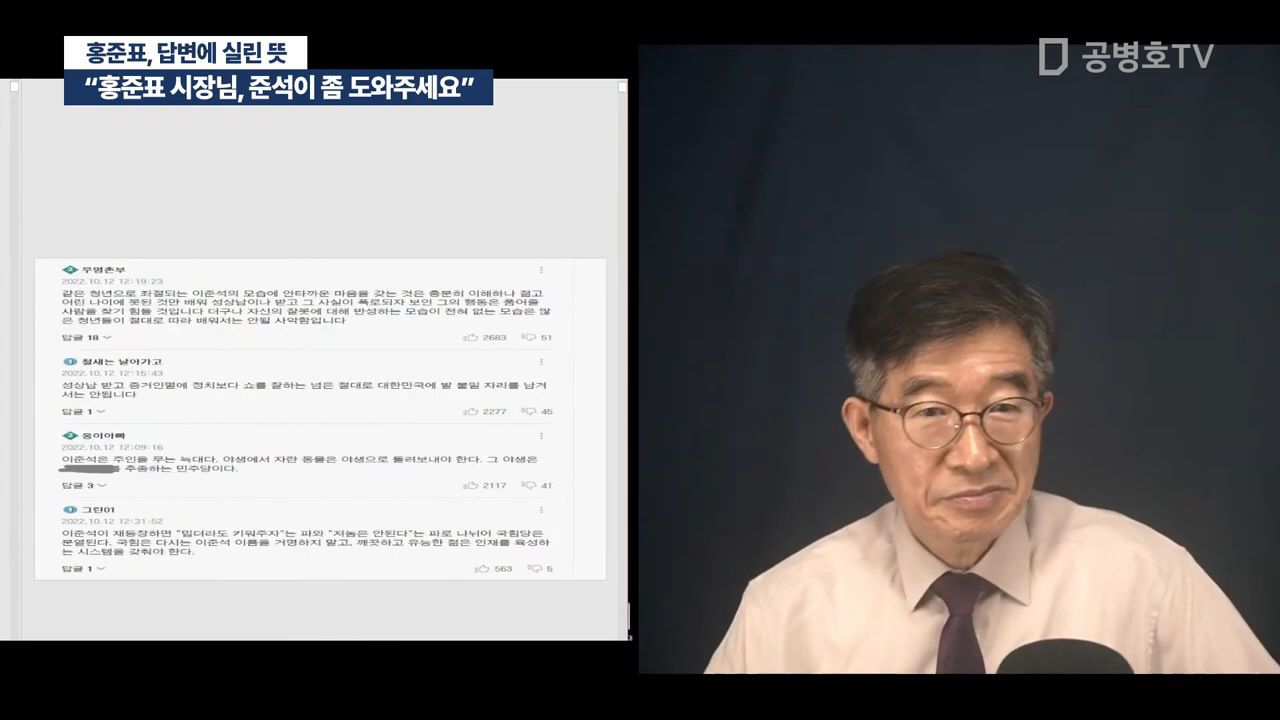 홍준표, 답변에 실린 뜻
“홍준표 시장님, 준석이 좀 도와주세요”
공병호TV
무명촌부
2022.10.12 12:19:23
같은 청년으로 좌절되는 이준석의 모습에 안타까운 마음을 갖는 것은 충분히 이해하나 젊고
어린 나이에 못된 것만 배워 성상납이나 받고 그 사실이 폭로되자 보인 그의 행동은 품어줄
사람을 찾기 힘들 것입니다 더구나 자신의 잘못에 대해 반성하는 모습이 전혀 없는 모습은 많
은 청년들이 절대로 따라 배워서는 안될 사악함입니다
답글 18
2683 51
철새는 날아가고
2022.10.12 12:15:43
성상납 받고 증거인멸에 정치보다 쇼를 잘하는 넘은 절대로 대한민국에 발 붙일 자리를 남겨
서는 안됩니다
답글 1
2277 45
웅이아빠
2022.10.12 12:09:16
이준석은 주인을 무는 늑대다. 야생에서 자란 동물은 야생으로 돌려보내야 한다. 그 야생은
를 추종하는 민주당이다.
답글 3
2117 41
그린이
2022.10.12 12:31:52
이준석이 재등장하면 "밉더라도 키워주자"는 파와 "저놈은 안된다"는 파로 나뉘어 국힘당은
분열된다. 국힘은 다시는 이준석 이름을 거명하지 말고, 깨끗하고 유능한 젊은 인재를 육성하
는 시스템을 갖춰야 한다.
답글 1
563 5